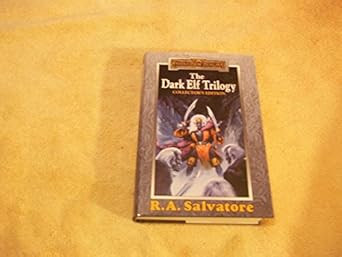 The
Dark Elf Trilogy
COLLECTOR'S EDITION
R.A. Salvatore